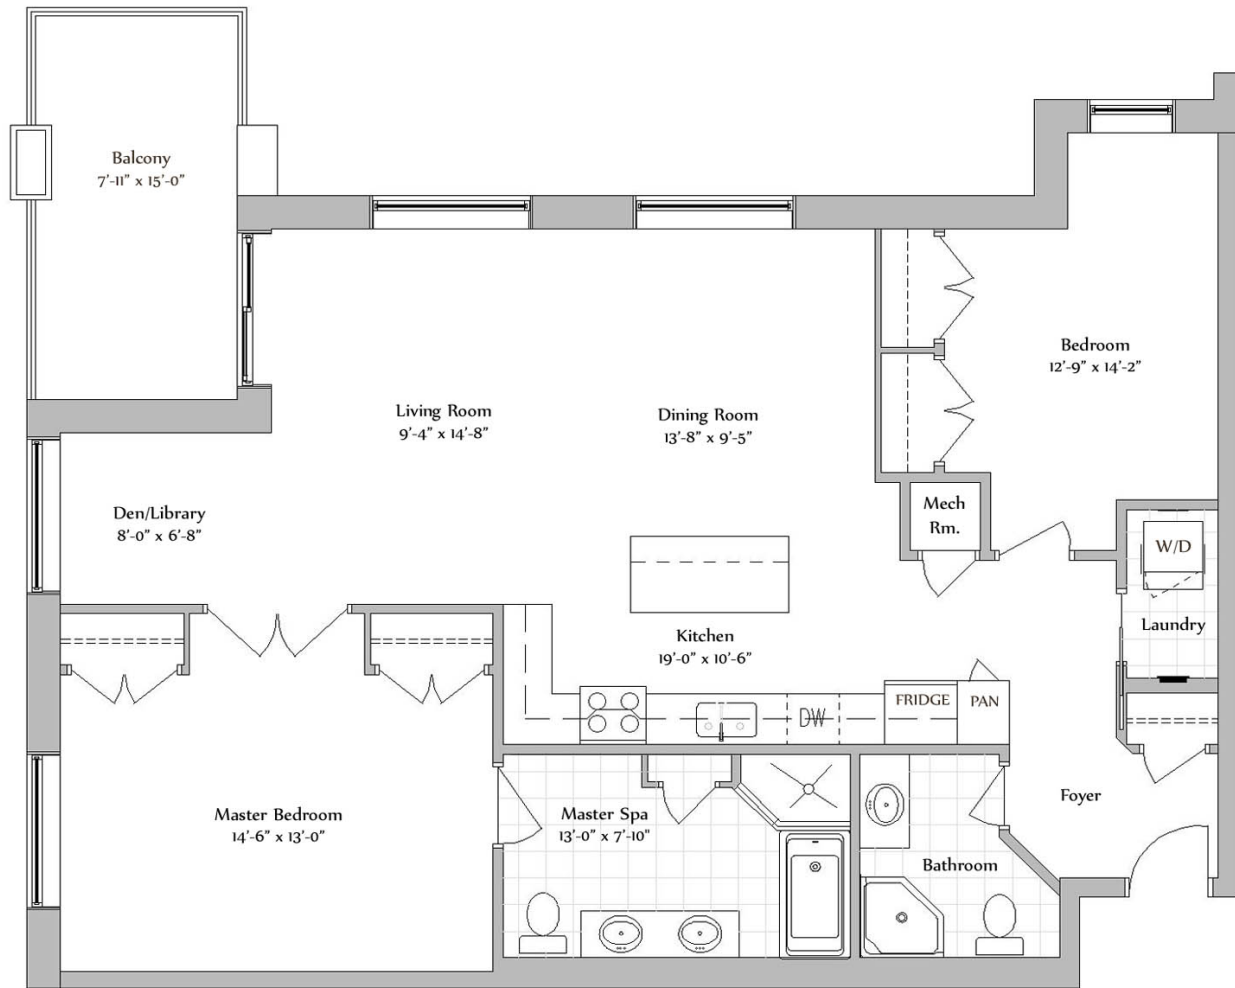 Balcony
7'-11" x 15'-0"
Bedroom
12'-9" x 14'-2"
Living Room
9'-4" x 14'-8"
Dining Room
13'-8" x 9'-5"
Den/Library
8'-0" x 6'-8"
Mech
Rm.
W/D
Laundry
Kitchen
19'-0" x 10'-6"
FRIDGE
PAN
DW
Master Bedroom
14'-6" x 13'-0"
Master Spa
13'-0" x 7'-10"
Foyer
Bathroom